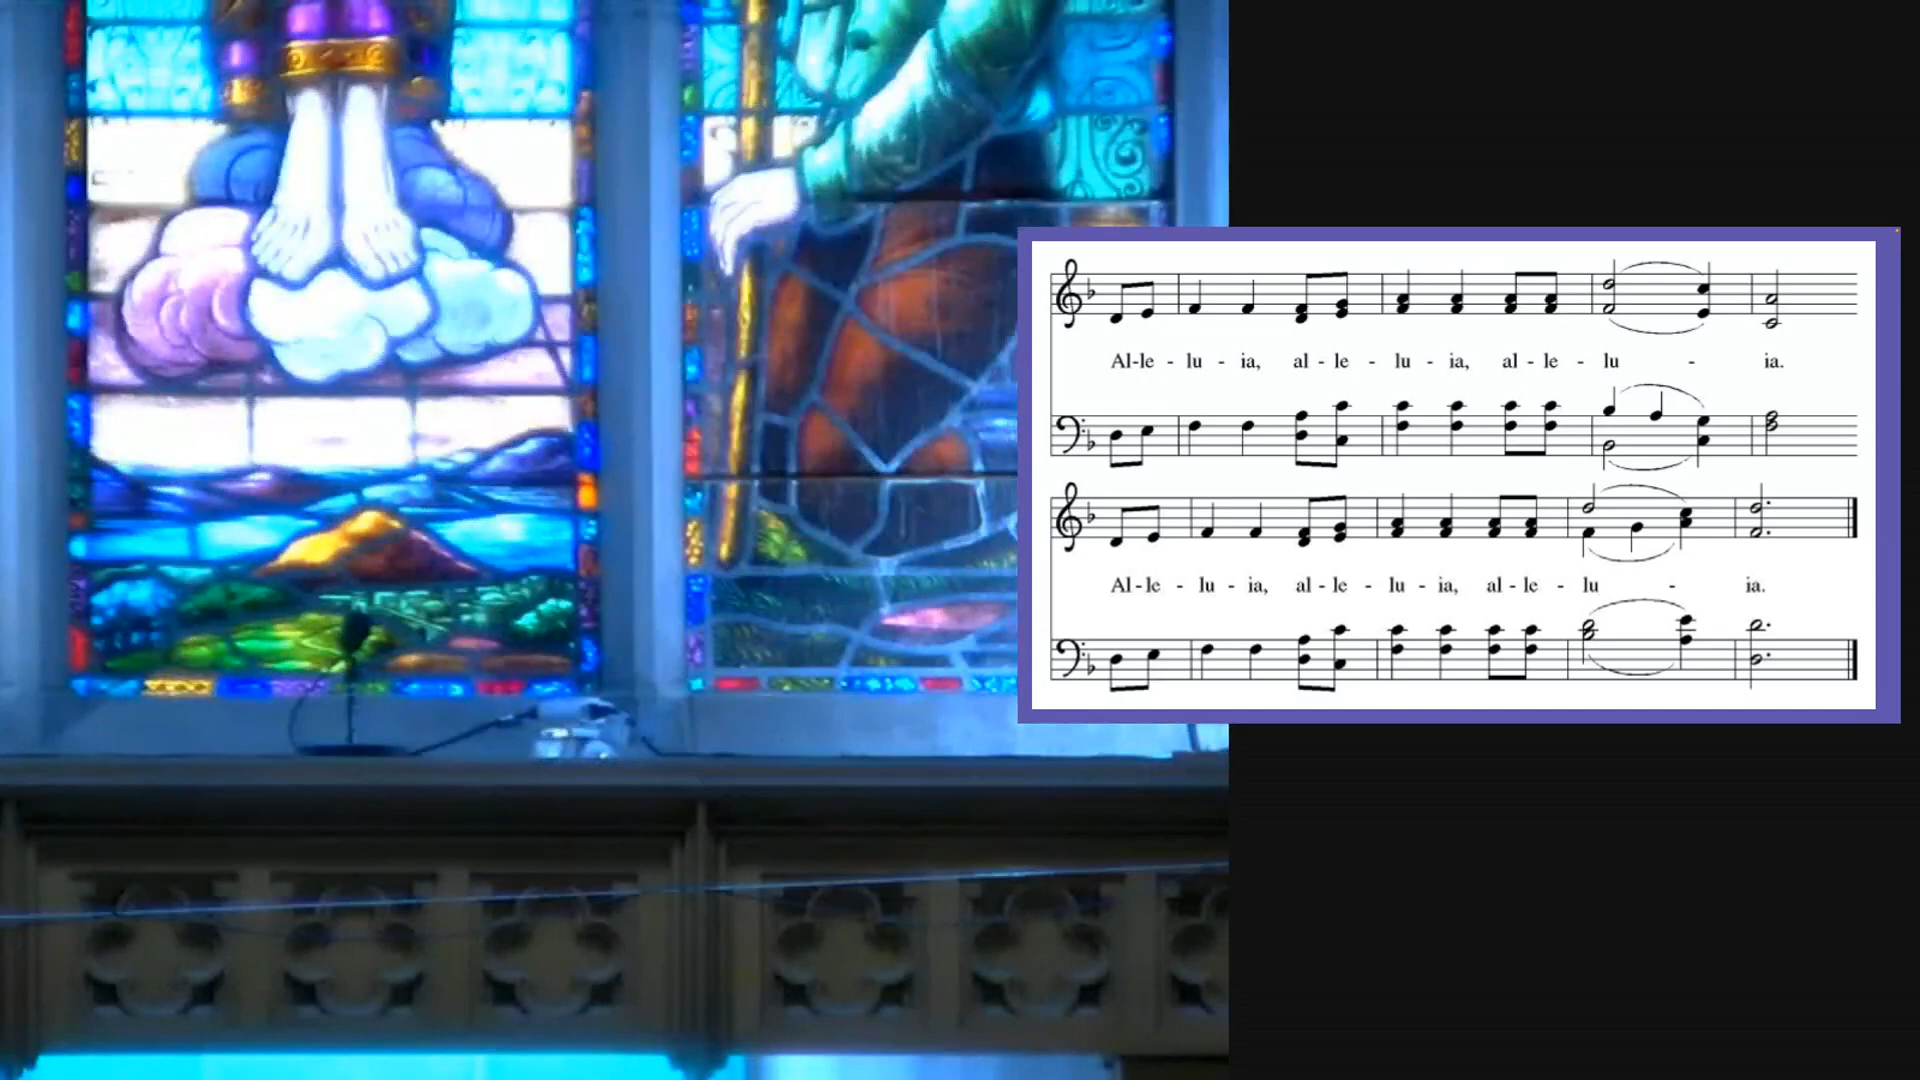 Al-le - lu - ia, al - le - lu - ia, al - le - lu - ia.
Al - le - lu - ia, al - le - lu - ia, al - le - lu - ia.